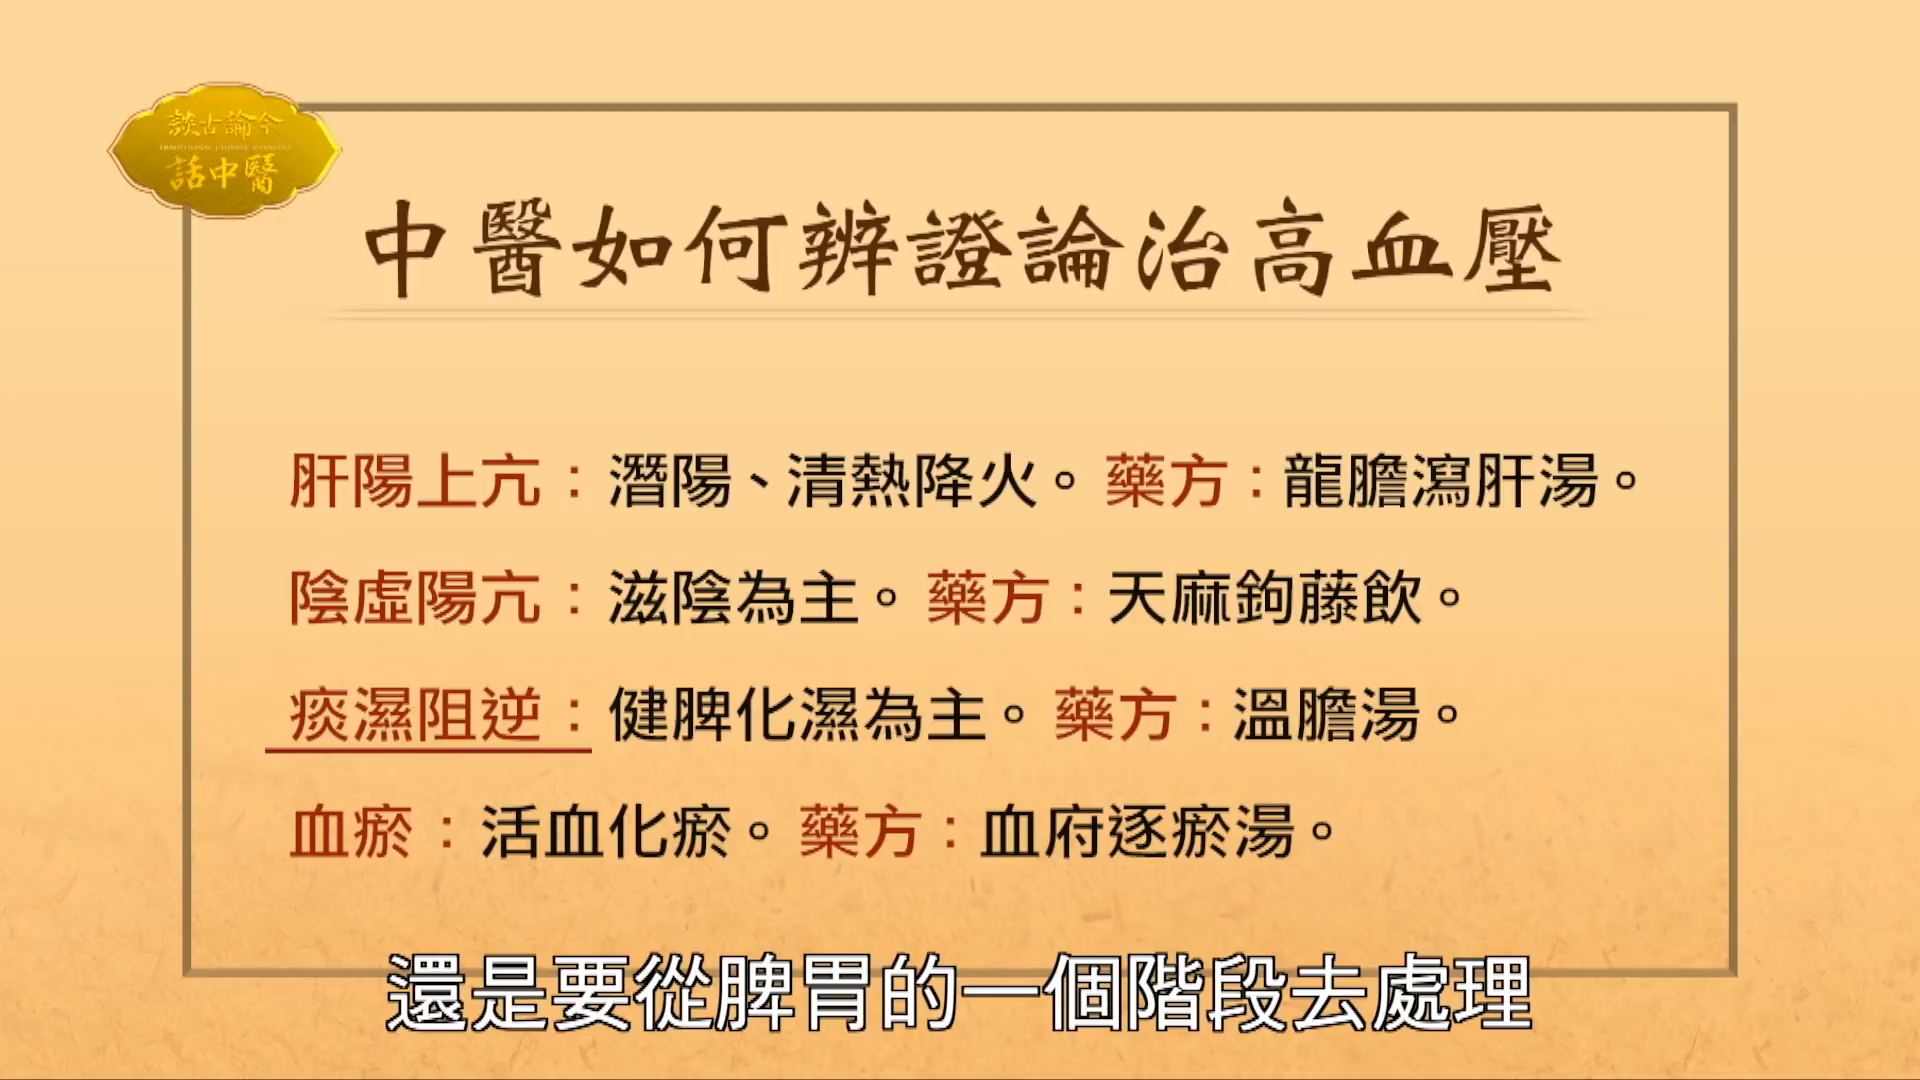 談古論今
TRADITIONAL CHINESE MEDICINE
話中醫
中醫如何辨證論治高血壓
肝陽上亢：潛陽、清熱降火。藥方：龍膽瀉肝湯。
陰虛陽亢：滋陰為主。藥方：天麻鉤藤飲。
痰濕阻逆：健脾化濕為主。藥方：溫膽湯。
血瘀：活血化瘀。藥方：血府逐瘀湯。
還是要從脾胃的一個階段去處理